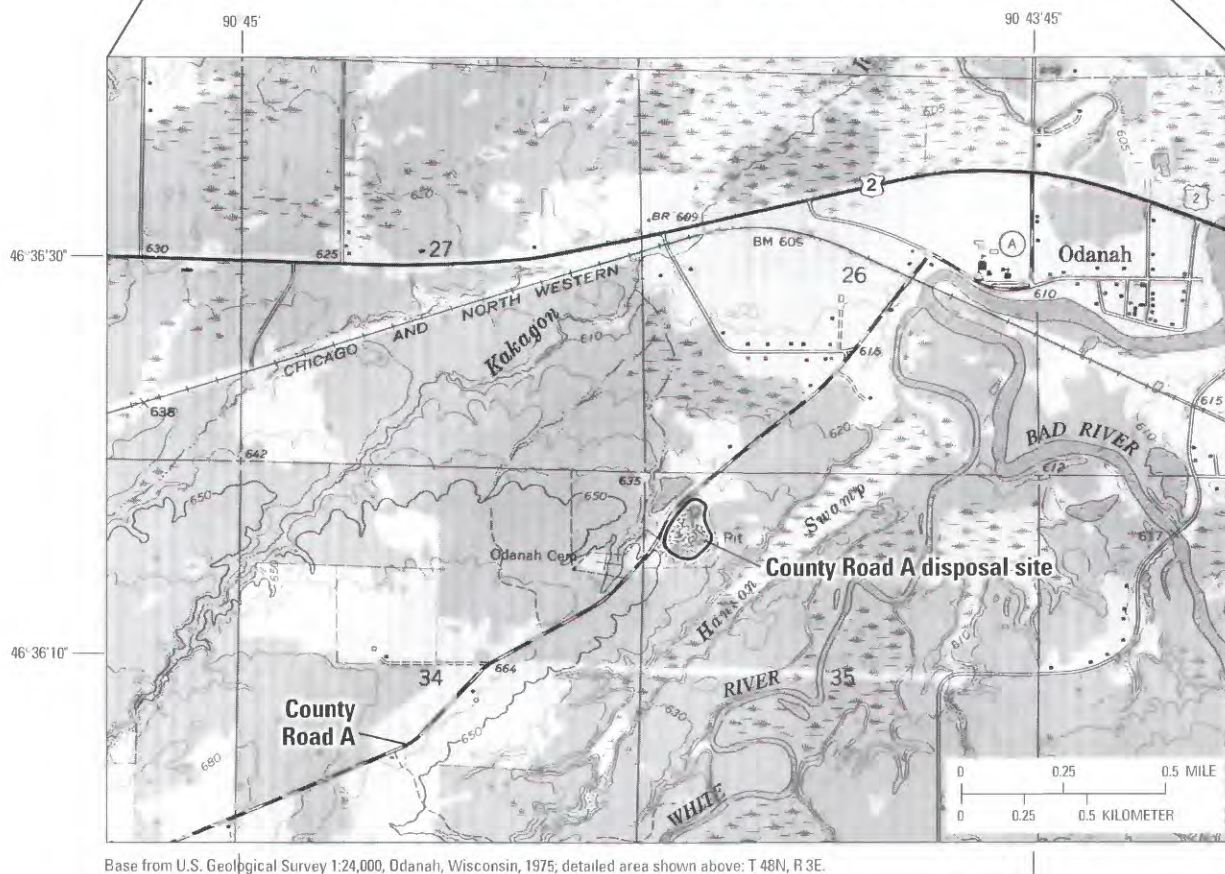 90 45'
90 43'45"
605
605
620
2
2
BR 609
630
625
27
BM 605
A
Odanah
46°36'30"
26
610
CHICAGO AND NORTH WESTERN
Kakagon
610
615
638
615
610
620
BAD RIVER
642
612
650
650
635
Swamp
Pit
617
Odanah Cem
County Road A disposal site
650
Hanson
610
46°36'10"
664
34
RIVER
35
County
Road A
650
630
680
WHITE
0 0.25 0.5 MILE
0 0.25 0.5 KILOMETER
Base from U.S. Geological Survey 1:24,000, Odanah, Wisconsin, 1975; detailed area shown above: T 48N, R 3E.